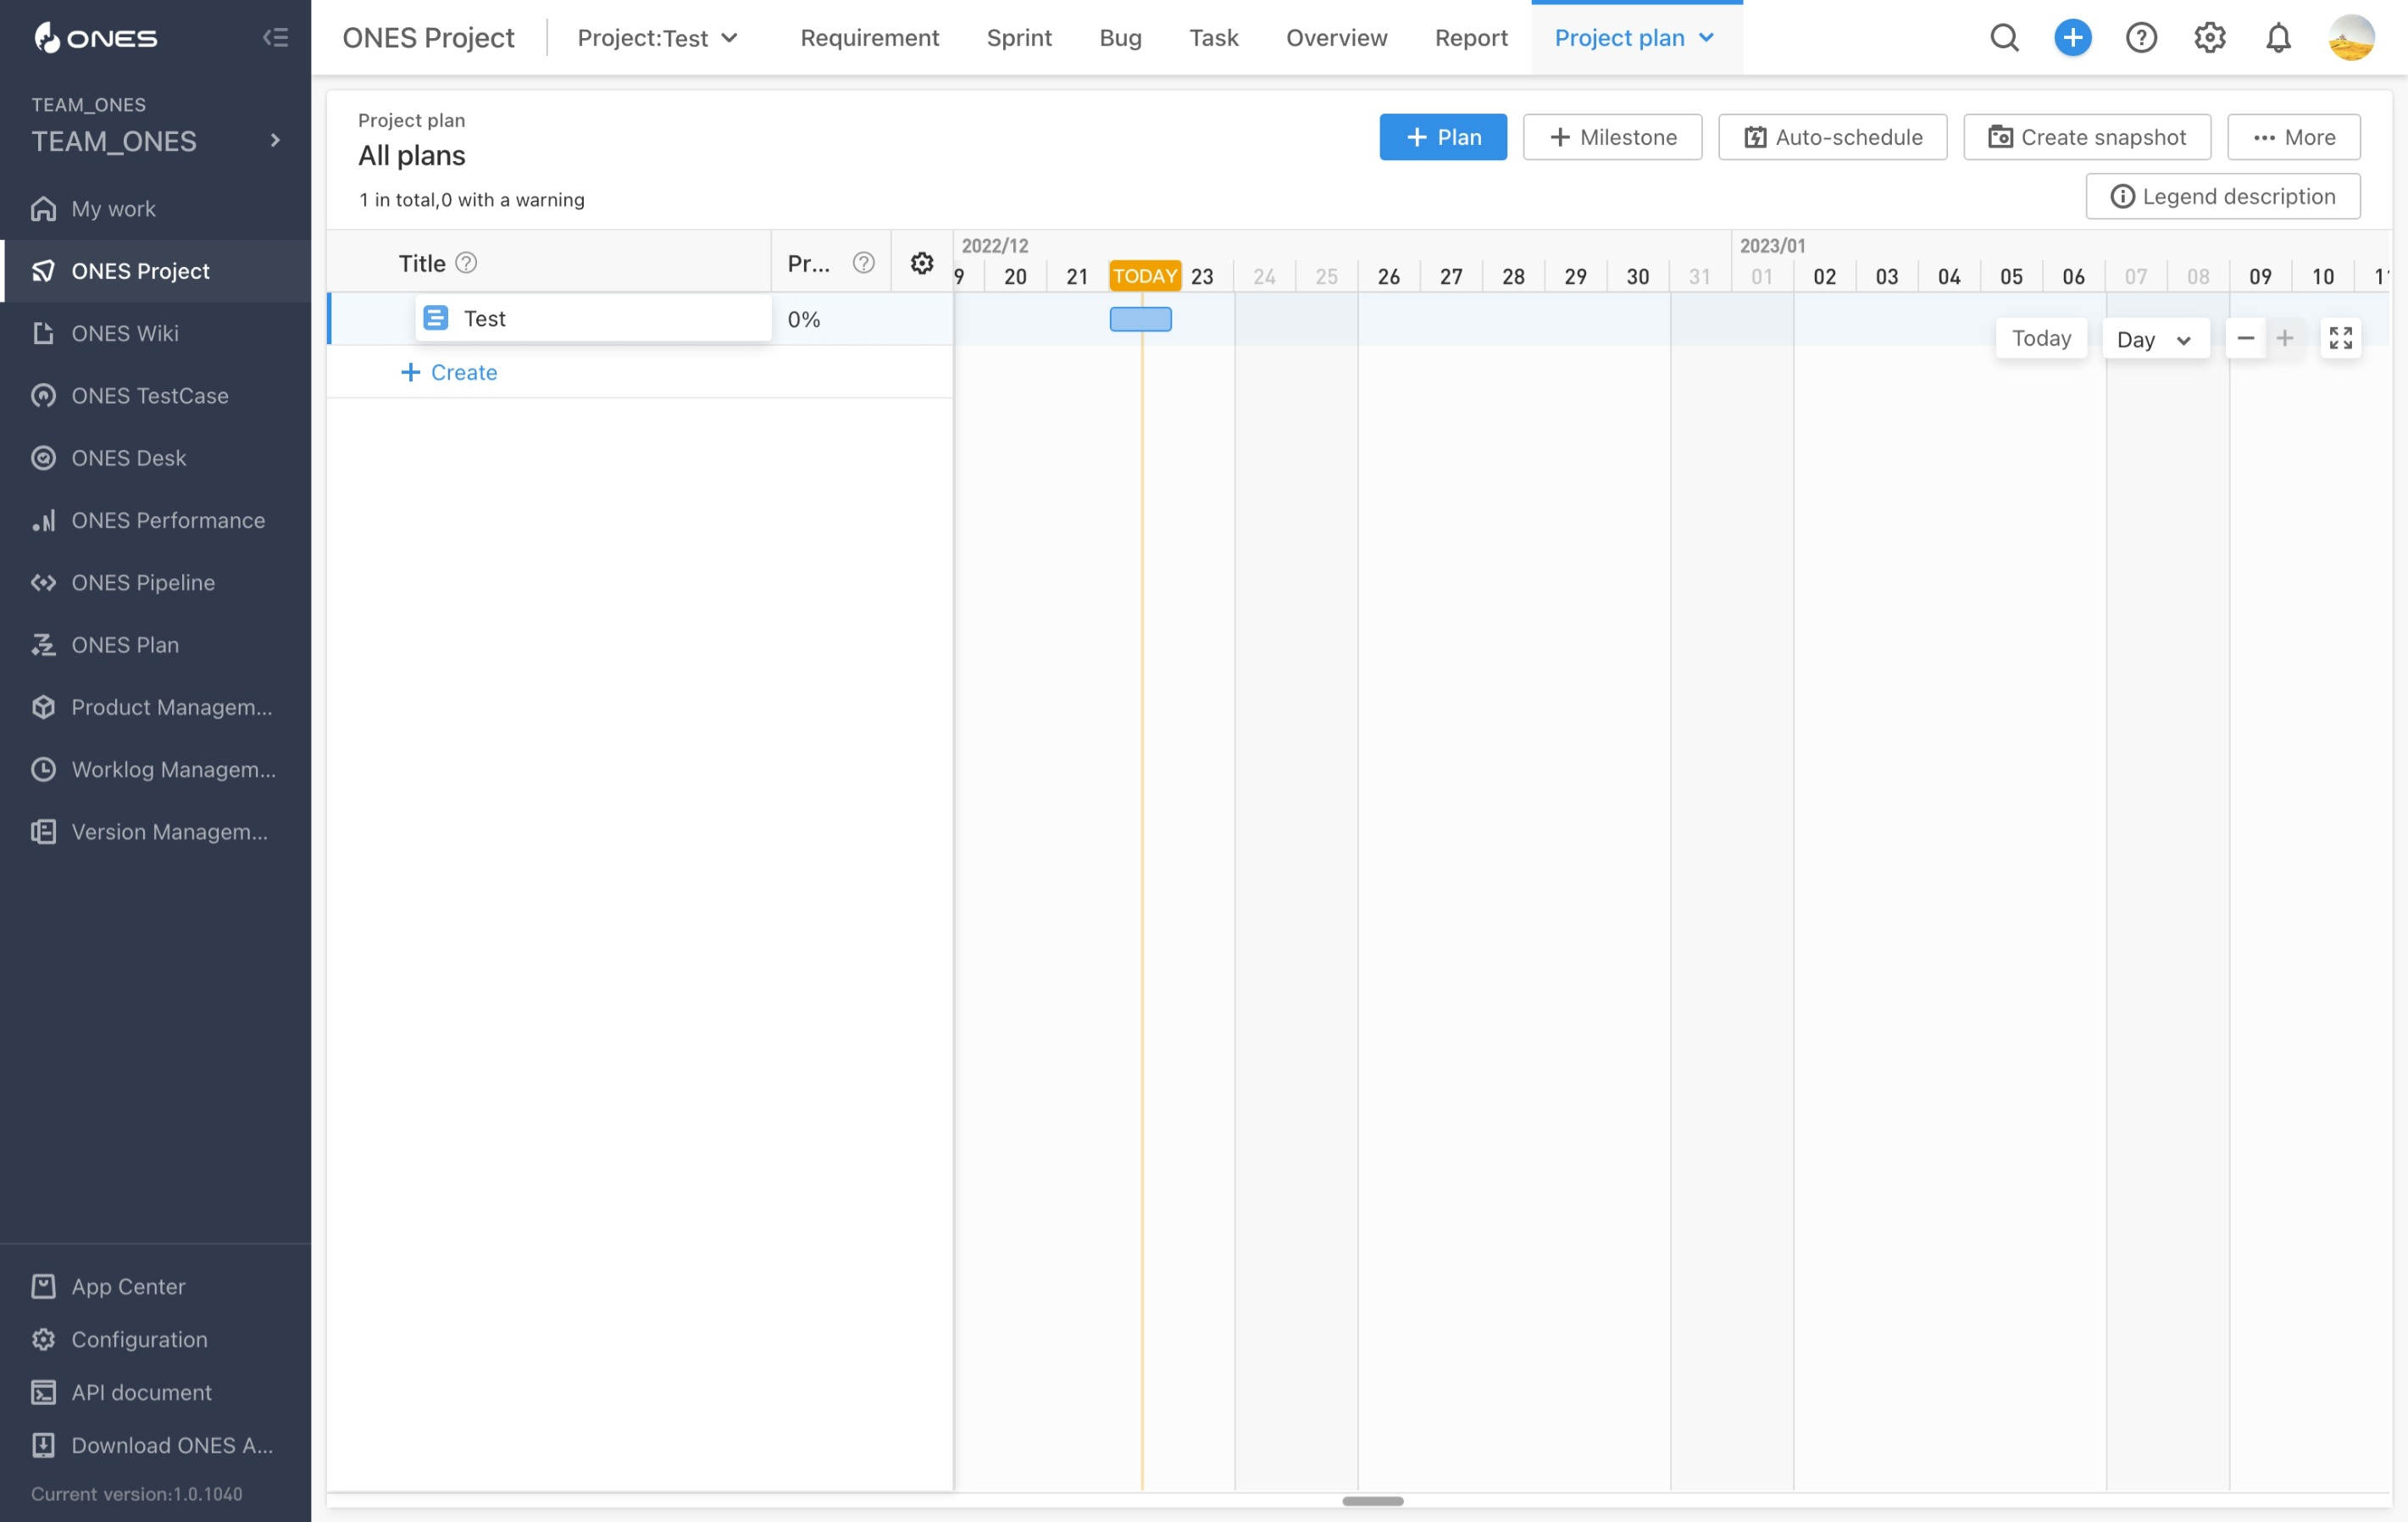 ONES
TEAM_ONES
TEAM_ONES
My work
ONES Project
ONES Wiki
ONES TestCase
ONES Desk
ONES Performance
ONES Pipeline
ONES Plan
Product Managem...
Worklog Managem...
Version Managem...
App Center
Configuration
API document
Download ONES A...
Current version:1.0.1040
ONES Project Project:Test Requirement Sprint Bug Task Overview Report Project plan
Project plan
All plans
1 in total,0 with a warning
Plan Milestone Auto-schedule Create snapshot ... More
Legend description
Title Pr...
2022/12 2023/01
9 20 21 TODAY 23 24 25 26 27 28 29 30 31 01 02 03 04 05 06 07 08 09 10
Test 0%
Today Day
+ Create